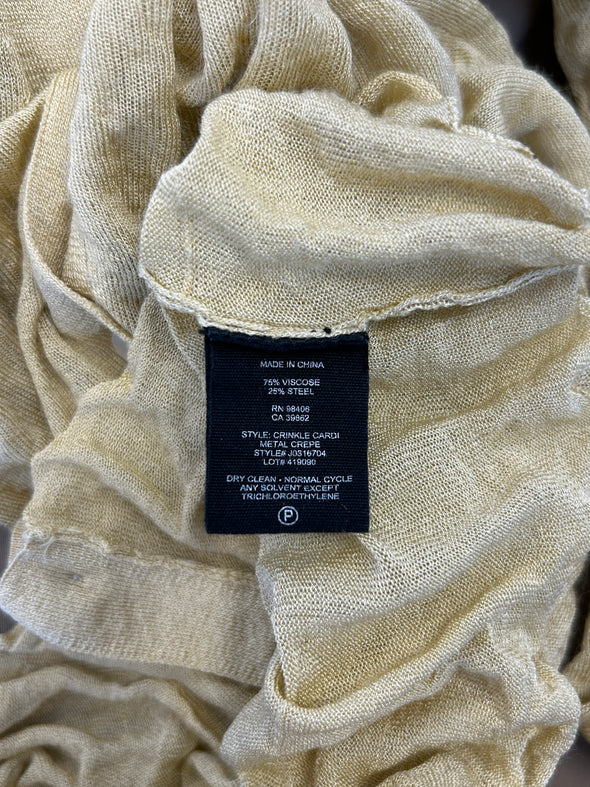 MADE IN CHINA
75% VISCOSE
25% STEEL
RN 98406
CA 39862
STYLE: CRINKLE CARDI
METAL CREPE
STYLE# J0316704
LOT# 419090
DRY CLEAN • NORMAL CYCLE
ANY SOLVENT EXCEPT
TRICHLOROETHYLENE
P